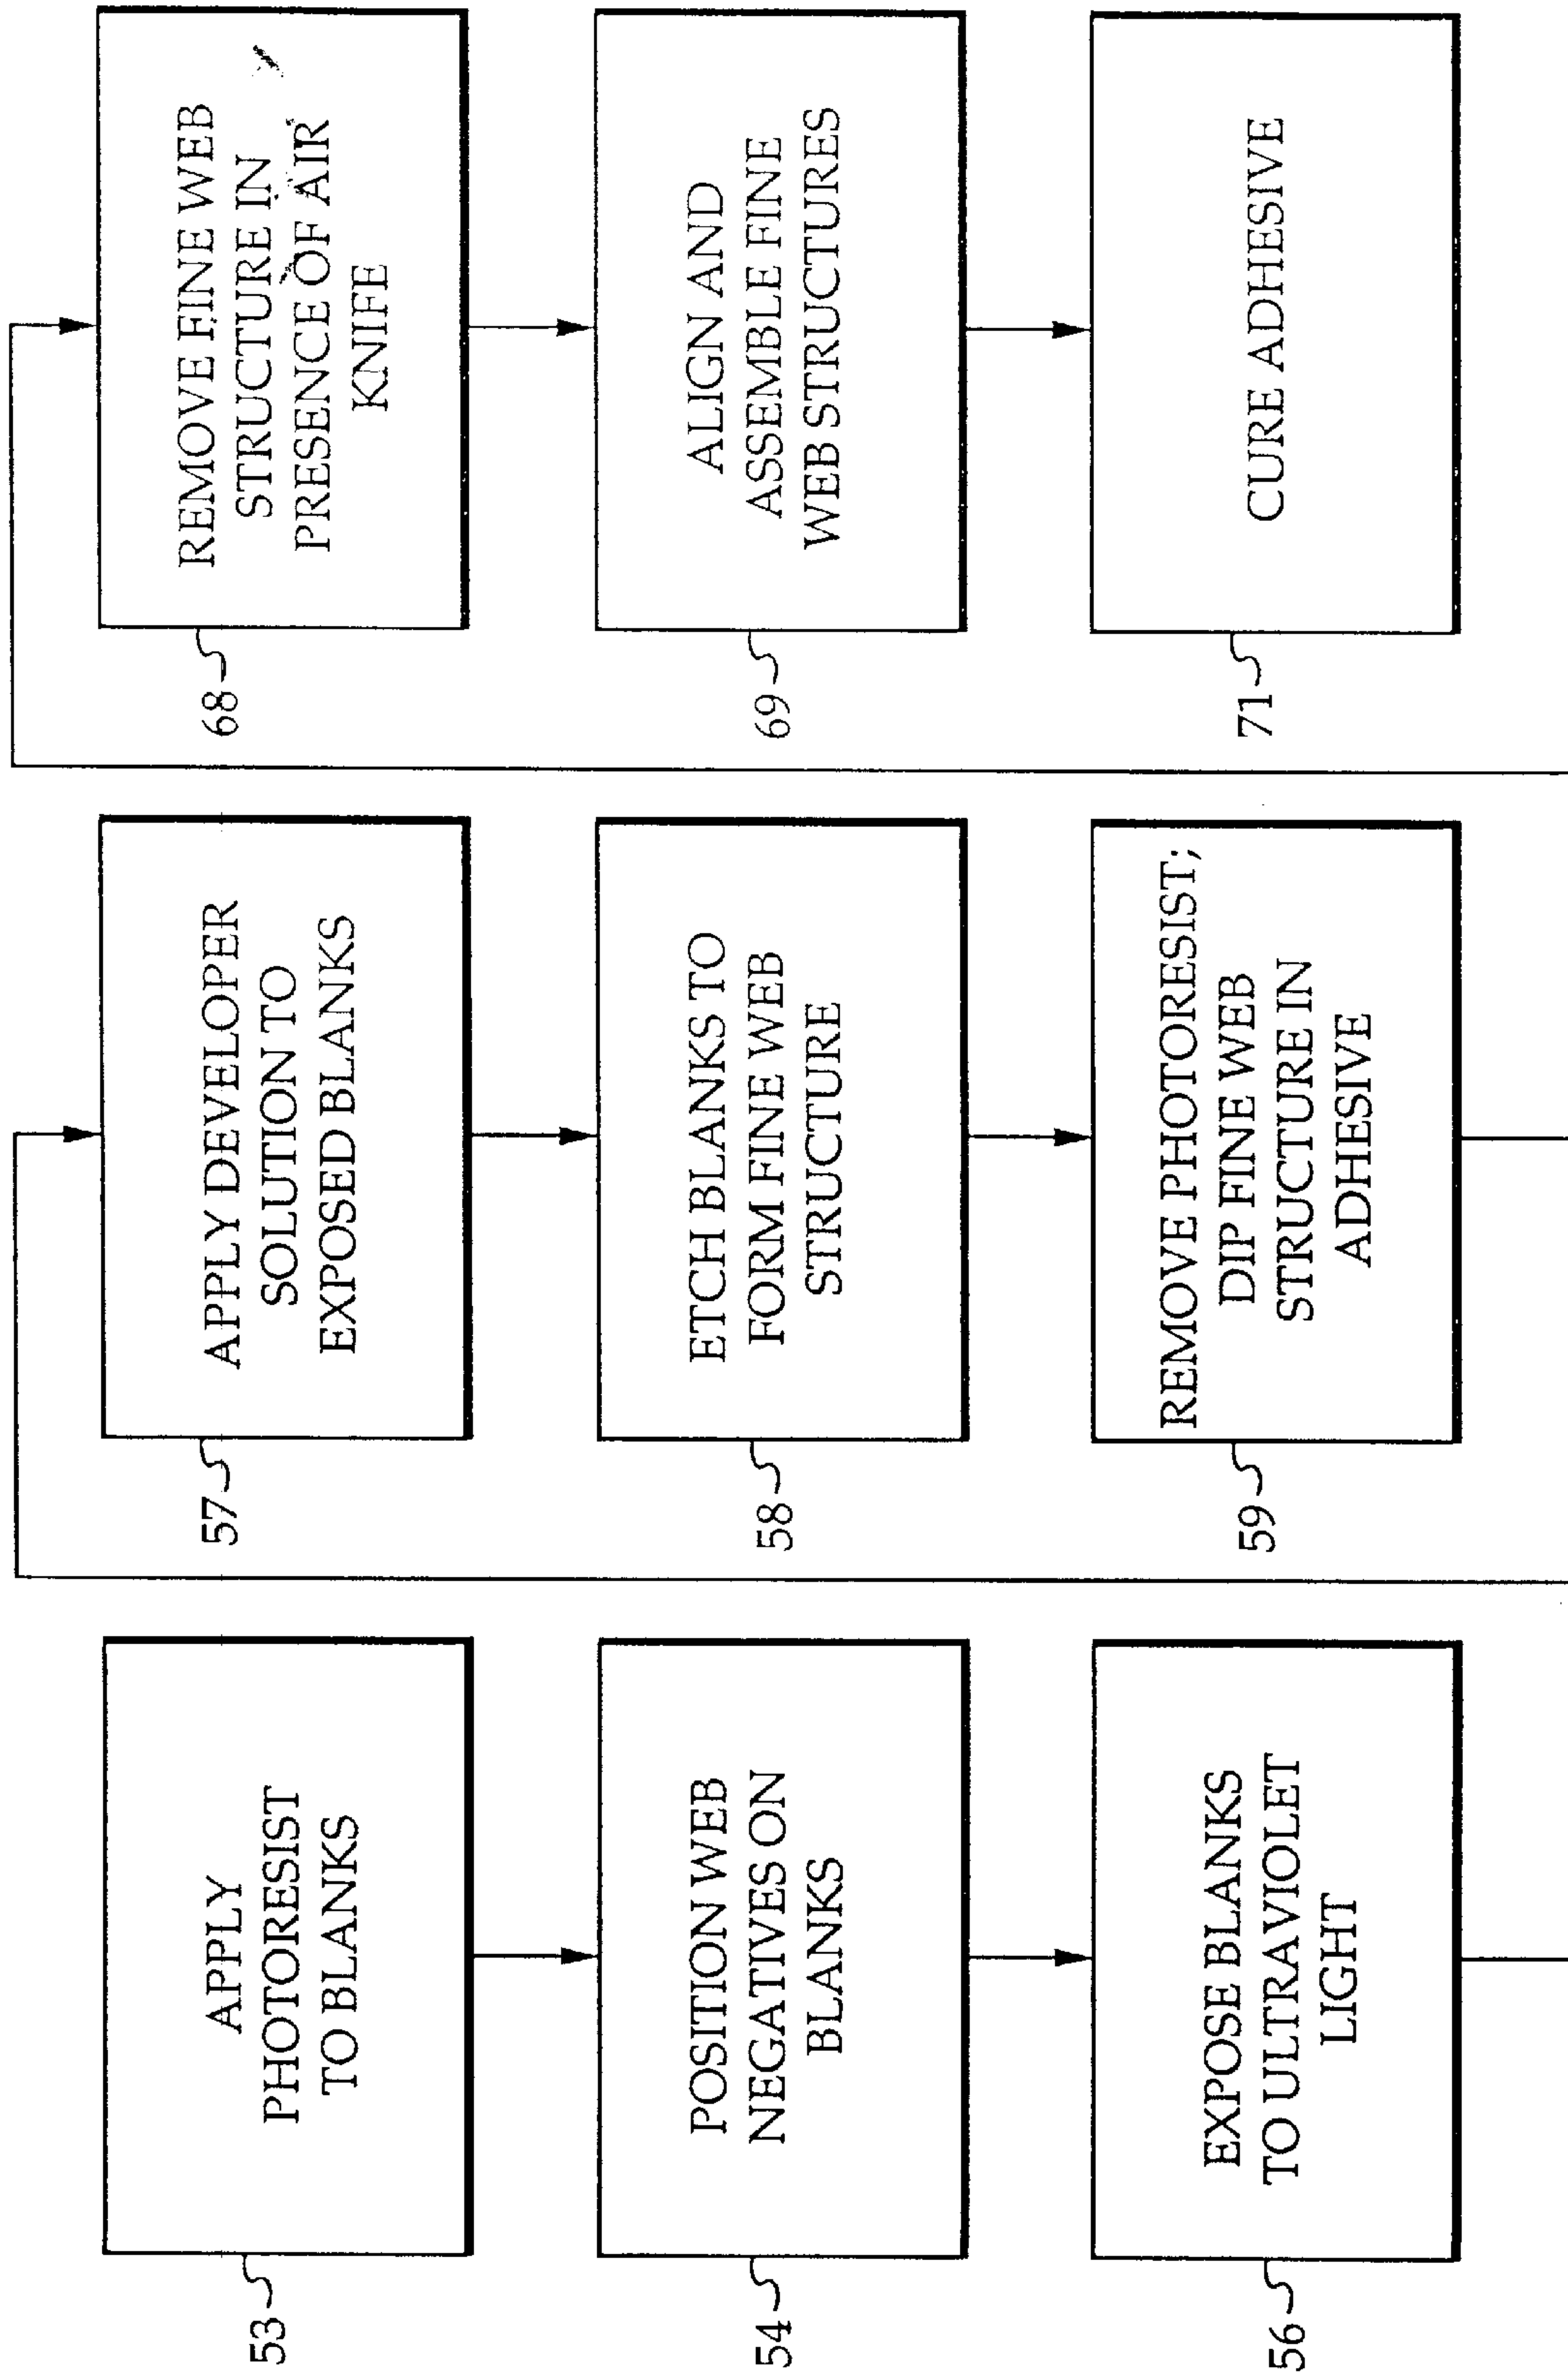 53
APPLY
PHOTORESIST
TO BLANKS
54
POSITION WEB
NEGATIVES ON
BLANKS
56
EXPOSE BLANKS
TO ULTRAVIOLET
LIGHT
57
APPLY DEVELOPER
SOLUTION TO
EXPOSED BLANKS
58
ETCH BLANKS TO
FORM FINE WEB
STRUCTURE
59
REMOVE PHOTORESIST;
DIP FINE WEB
STRUCTURE IN
ADHESIVE
68
REMOVE FINE WEB
STRUCTURE IN
PRESENCE OF AIR
KNIFE
69
ALIGN AND
ASSEMBLE FINE
WEB STRUCTURES
71
CURE ADHESIVE